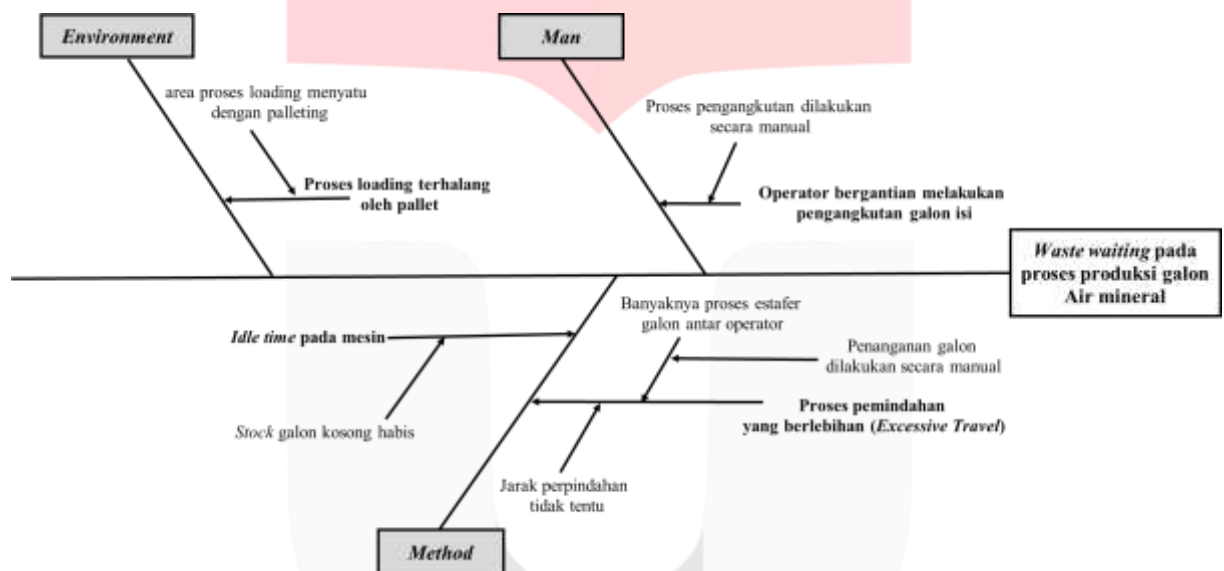 Environment
Man
area proses loading menyatu
dengan palleting
Proses pengangkutan dilakukan
secara manual
Proses loading terhalang
oleh pallet
Operator bergantian melakukan
pengangkutan galon isi
Waste waiting pada
proses produksi galon
Air mineral
Banyaknya proses estafer
galon antar operator
Idle time pada mesin
Penanganan galon
dilakukan secara manual
Proses pemindahan
yang berlebihan (Excessive Travel)
Stock galon kosong habis
Jarak perpindahan
tidak tentu
Method